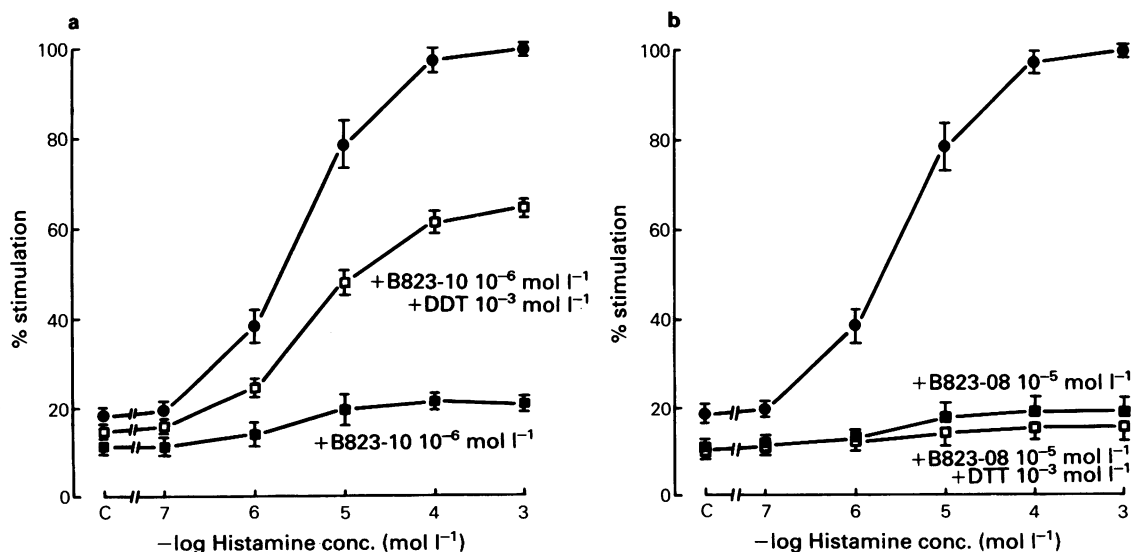 a
100
80
60
40
20
0
% stimulation
+B823-10 10⁻⁶ mol l⁻¹
+DDT 10⁻³ mol l⁻¹
+B823-10 10⁻⁶ mol l⁻¹
C 7 6 5 4 3
−log Histamine conc. (mol l⁻¹)
b
100
80
60
40
20
0
% stimulation
+B823-08 10⁻⁵ mol l⁻¹
+B823-08 10⁻⁵ mol l⁻¹
+DTT 10⁻³ mol l⁻¹
C 7 6 5 4 3
−log Histamine conc. (mol l⁻¹)